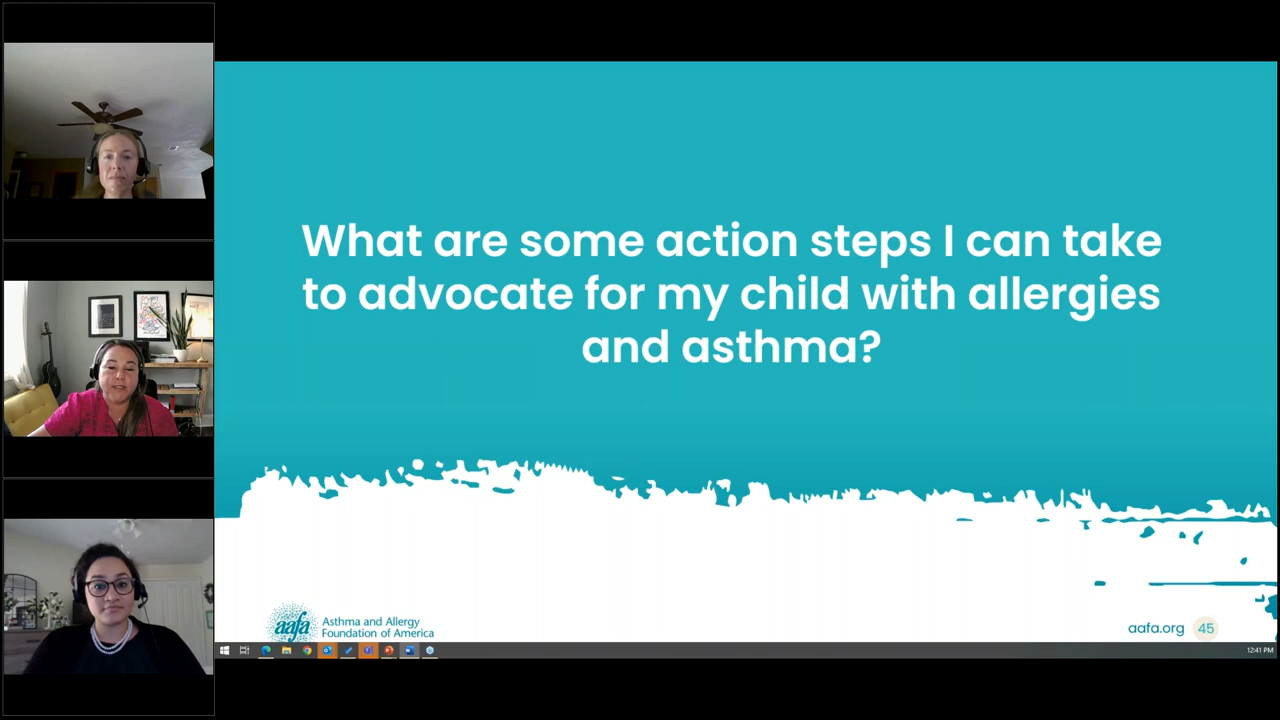 What are some action steps I can take
to advocate for my child with allergies
and asthma?
aafa
Asthma and Allergy
Foundation of America
aafa.org 45
12:41 PM